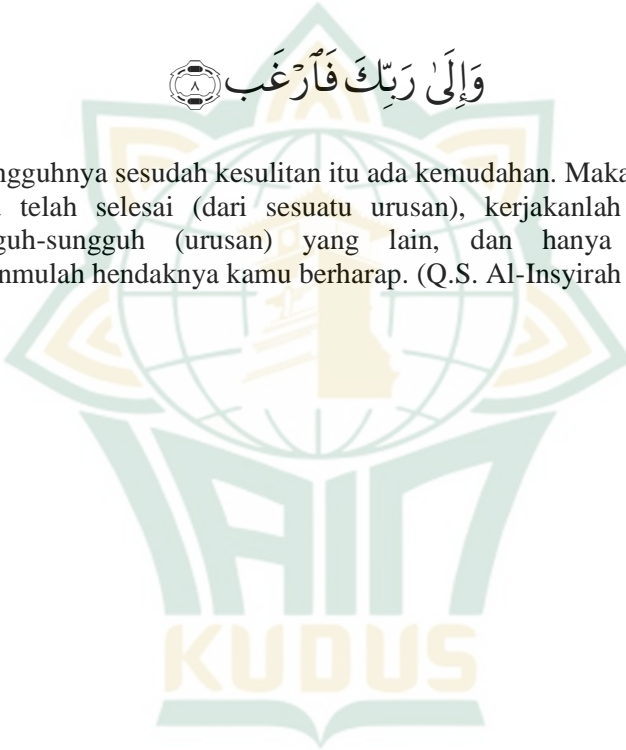 وَإِلَىٰ رَبِّكَ فَٱرْغَب ۝٨
ngguhnya sesudah kesulitan itu ada kemudahan. Maka
telah selesai (dari sesuatu urusan), kerjakanlah
guh-sungguh (urusan) yang lain, dan hanya
nmulah hendaknya kamu berharap. (Q.S. Al-Insyirah
IAIN
KUDUS